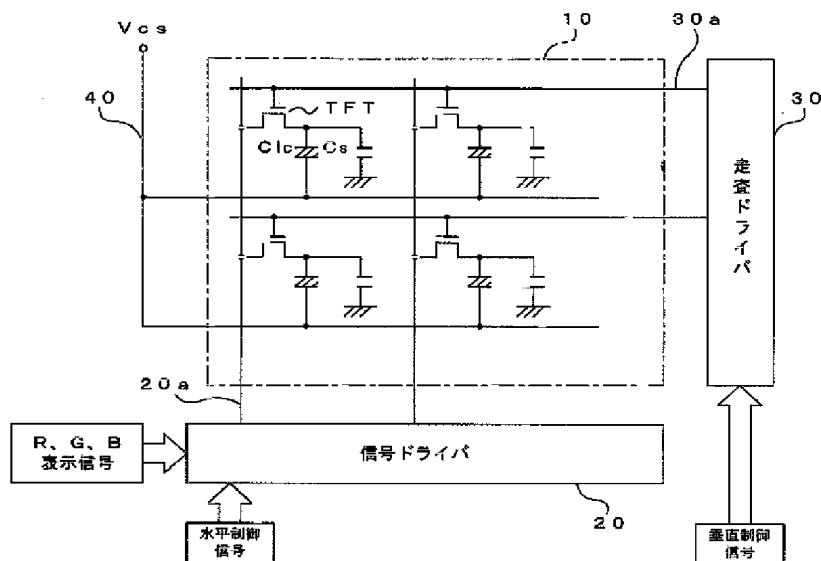 Vcs
10
30a
40
TFT
Clc
Cs
30
走査ドライバ
20a
R、G、B
表示信号
信号ドライバ
20
水平制御
信号
垂直制御
信号